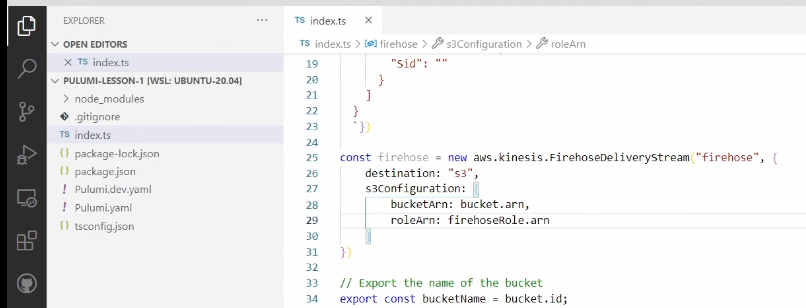 EXPLORER
OPEN EDITORS
TS index.ts
PULUMI-LESSON-1 [WSL: UBUNTU-20.04]
node_modules
.gitignore
TS index.ts
{} package-lock.json
{} package.json
! Pulumi.dev.yaml
! Pulumi.yaml
{} tsconfig.json
TS index.ts
TS index.ts > firehose > s3Configuration > roleArn
19 "Sid": ""
20 }
21 ]
22 }
23 `})
24
25 const firehose = new aws.kinesis.FirehoseDeliveryStream("firehose", {
26 destination: "s3",
27 s3Configuration: {
28 bucketArn: bucket.arn,
29 roleArn: firehoseRole.arn
30 }
31 })
32
33 // Export the name of the bucket
34 export const bucketName = bucket.id;